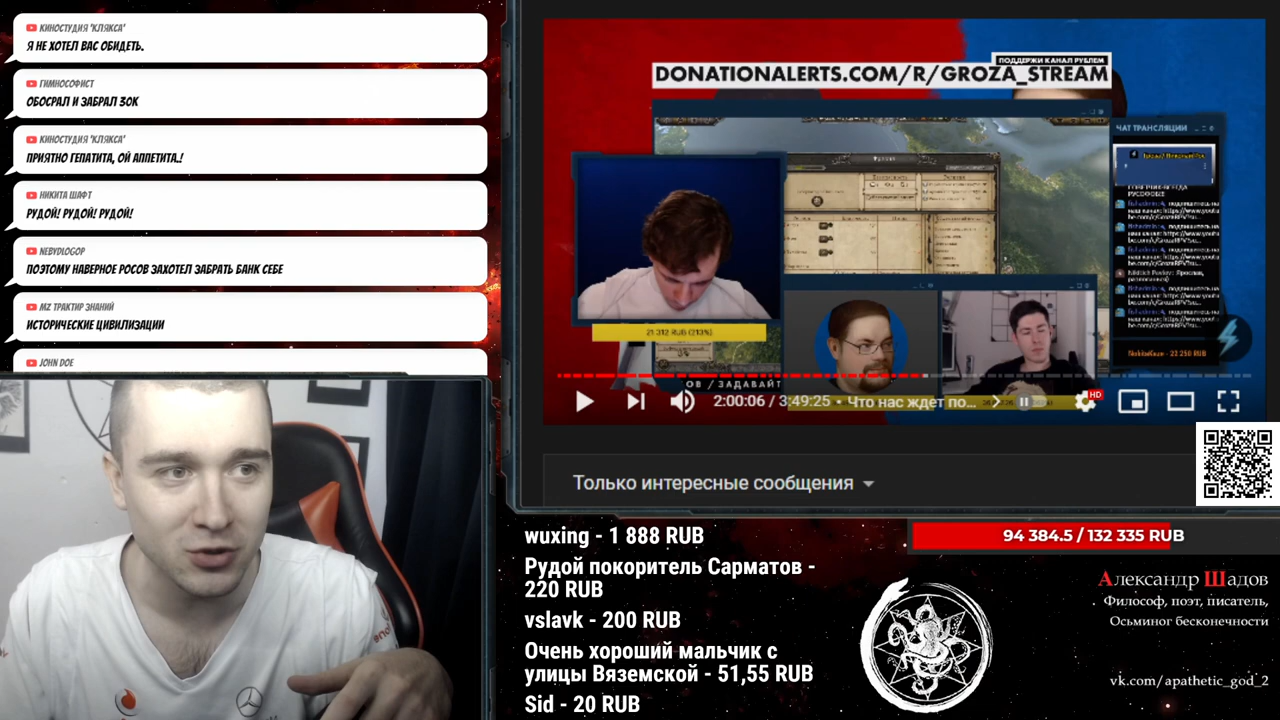 КИНОСТУДИЯ "КЛЯКСА"
Я НЕ ХОТЕЛ ВАС ОБИДЕТЬ.
ГИМНОСОФИСТ
ОБОСРАЛ И ЗАБРАЛ 30К
КИНОСТУДИЯ "КЛЯКСА"
ПРИЯТНО ГЕПАТИТА, ОЙ АППЕТИТА.!
НИКИТА ШАФТ
РУДОЙ! РУДОЙ! РУДОЙ!
NEBYDLOGOP
ПОЭТОМУ НАВЕРНОЕ РОСОВ ЗАХОТЕЛ ЗАБРАТЬ БАНК СЕБЕ
MZ ТРАКТИР ЗНАНИЙ
ИСТОРИЧЕСКИЕ ЦИВИЛИЗАЦИИ
JOHN DOE
ПОДДЕРЖИ КАНАЛ РУБЛЕМ
DONATIONALERTS.COM/R/GROZA_STREAM
ЧАТ ТРАНСЛЯЦИИ
21 312 RUB (213%)
ОВ / ЗАДАВАЙТ
2:00:06 / 3:49:25 • Что нас ждет по...
HD
Только интересные сообщения
wuxing - 1 888 RUB
Рудой покоритель Сарматов -
220 RUB
vslavk - 200 RUB
Очень хороший мальчик с
улицы Вяземской - 51,55 RUB
Sid - 20 RUB
94 384.5 / 132 335 RUB
Александр Шадов
Философ, поэт, писатель,
Осьминог бесконечности
vk.com/apathetic_god_2